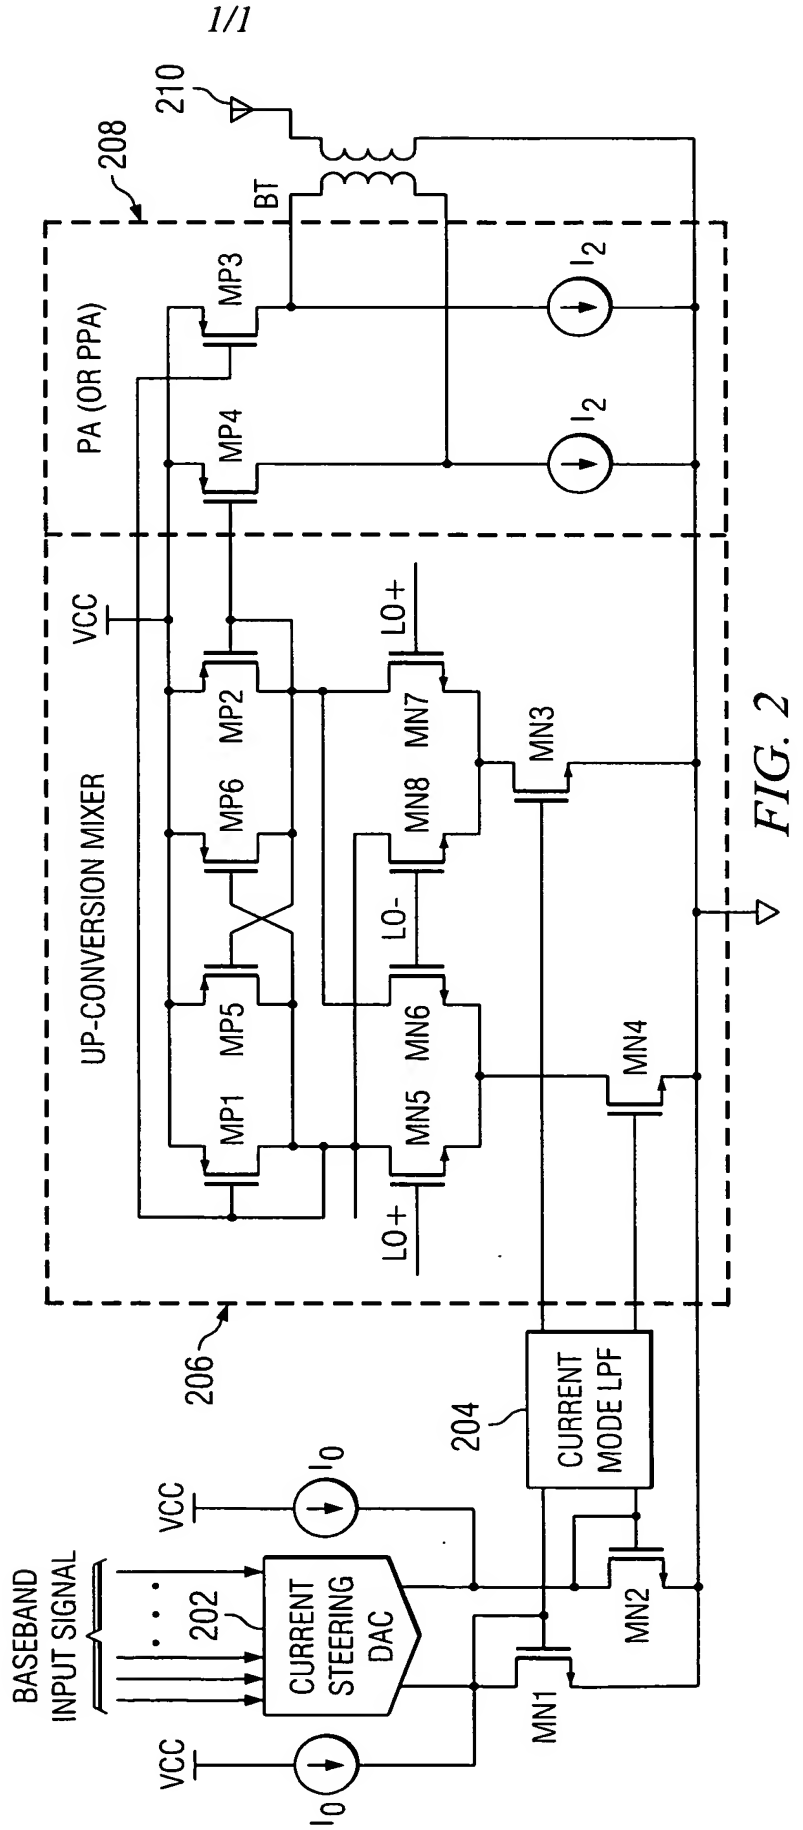 1/1
208
210
BT
PA (OR PPA)
MP3
MP4
I2
I2
VCC
UP-CONVERSION MIXER
MP1
MP5
MP6
MP2
LO+
MN5
MN6
LO-
MN8
MN7
LO+
MN3
MN4
206
204
CURRENT
MODE LPF
BASEBAND
INPUT SIGNAL
202
CURRENT
STEERING
DAC
VCC
I0
VCC
I0
MN1
MN2
FIG. 2